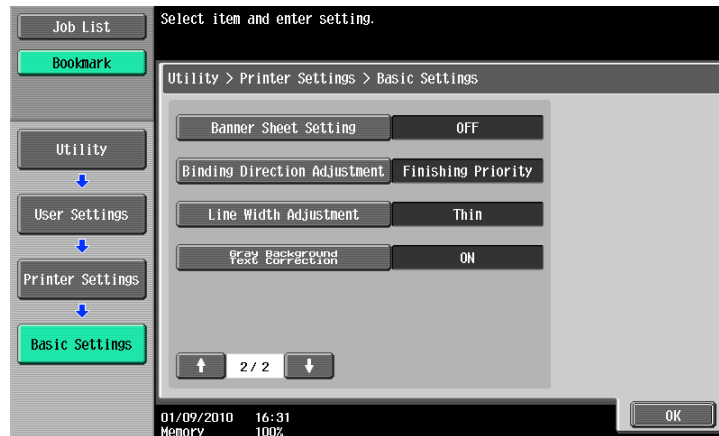 Job List
Bookmark
Select item and enter setting.
Utility > Printer Settings > Basic Settings
Utility
User Settings
Printer Settings
Basic Settings
Banner Sheet Setting OFF
Binding Direction Adjustment Finishing Priority
Line Width Adjustment Thin
Gray Background
Text Correction ON
2/2
OK
01/09/2010 16:31
Memory 100%